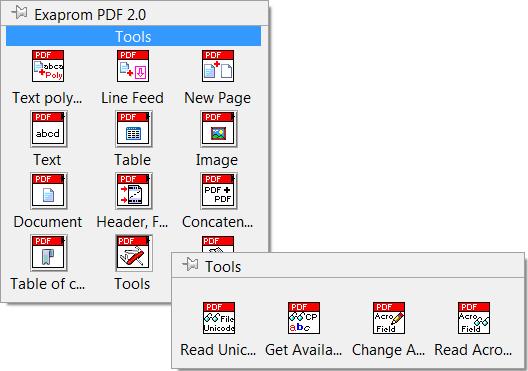 Exaprom PDF 2.0
Tools
PDF PDF PDF
abca
+Poly
Text poly... Line Feed New Page
PDF PDF PDF
abcd
Text Table Image
PDF PDF PDF
PDF + PDF
Document Header, F... Concaten...
PDF PDF PDF
Table of c... Tools
Tools
PDF PDF PDF PDF
File CP Acro Acro
Unicode abc Field Field
Read Unic... Get Availa... Change A... Read Acro...